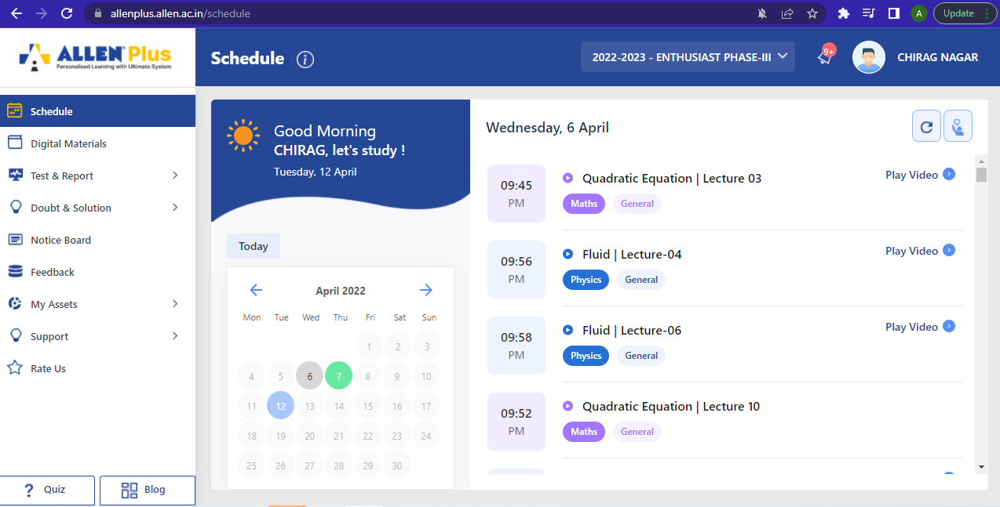 allenplus.allen.ac.in/schedule
A
Update
ALLEN Plus
Personalised Learning with Ultimate System
Schedule
i
2022-2023 - ENTHUSIAST PHASE-III
9+
CHIRAG NAGAR
Schedule
Digital Materials
Test & Report
Doubt & Solution
Notice Board
Feedback
My Assets
Support
Rate Us
? Quiz
Blog
Good Morning
CHIRAG, let's study !
Tuesday, 12 April
Today
April 2022
Mon Tue Wed Thu Fri Sat Sun
1 2 3
4 5 6 7 8 9 10
11 12 13 14 15 16 17
18 19 20 21 22 23 24
25 26 27 28 29 30
Wednesday, 6 April
09:45 PM
Quadratic Equation | Lecture 03
Play Video
Maths General
09:56 PM
Fluid | Lecture-04
Play Video
Physics General
09:58 PM
Fluid | Lecture-06
Play Video
Physics General
09:52 PM
Quadratic Equation | Lecture 10
Maths General